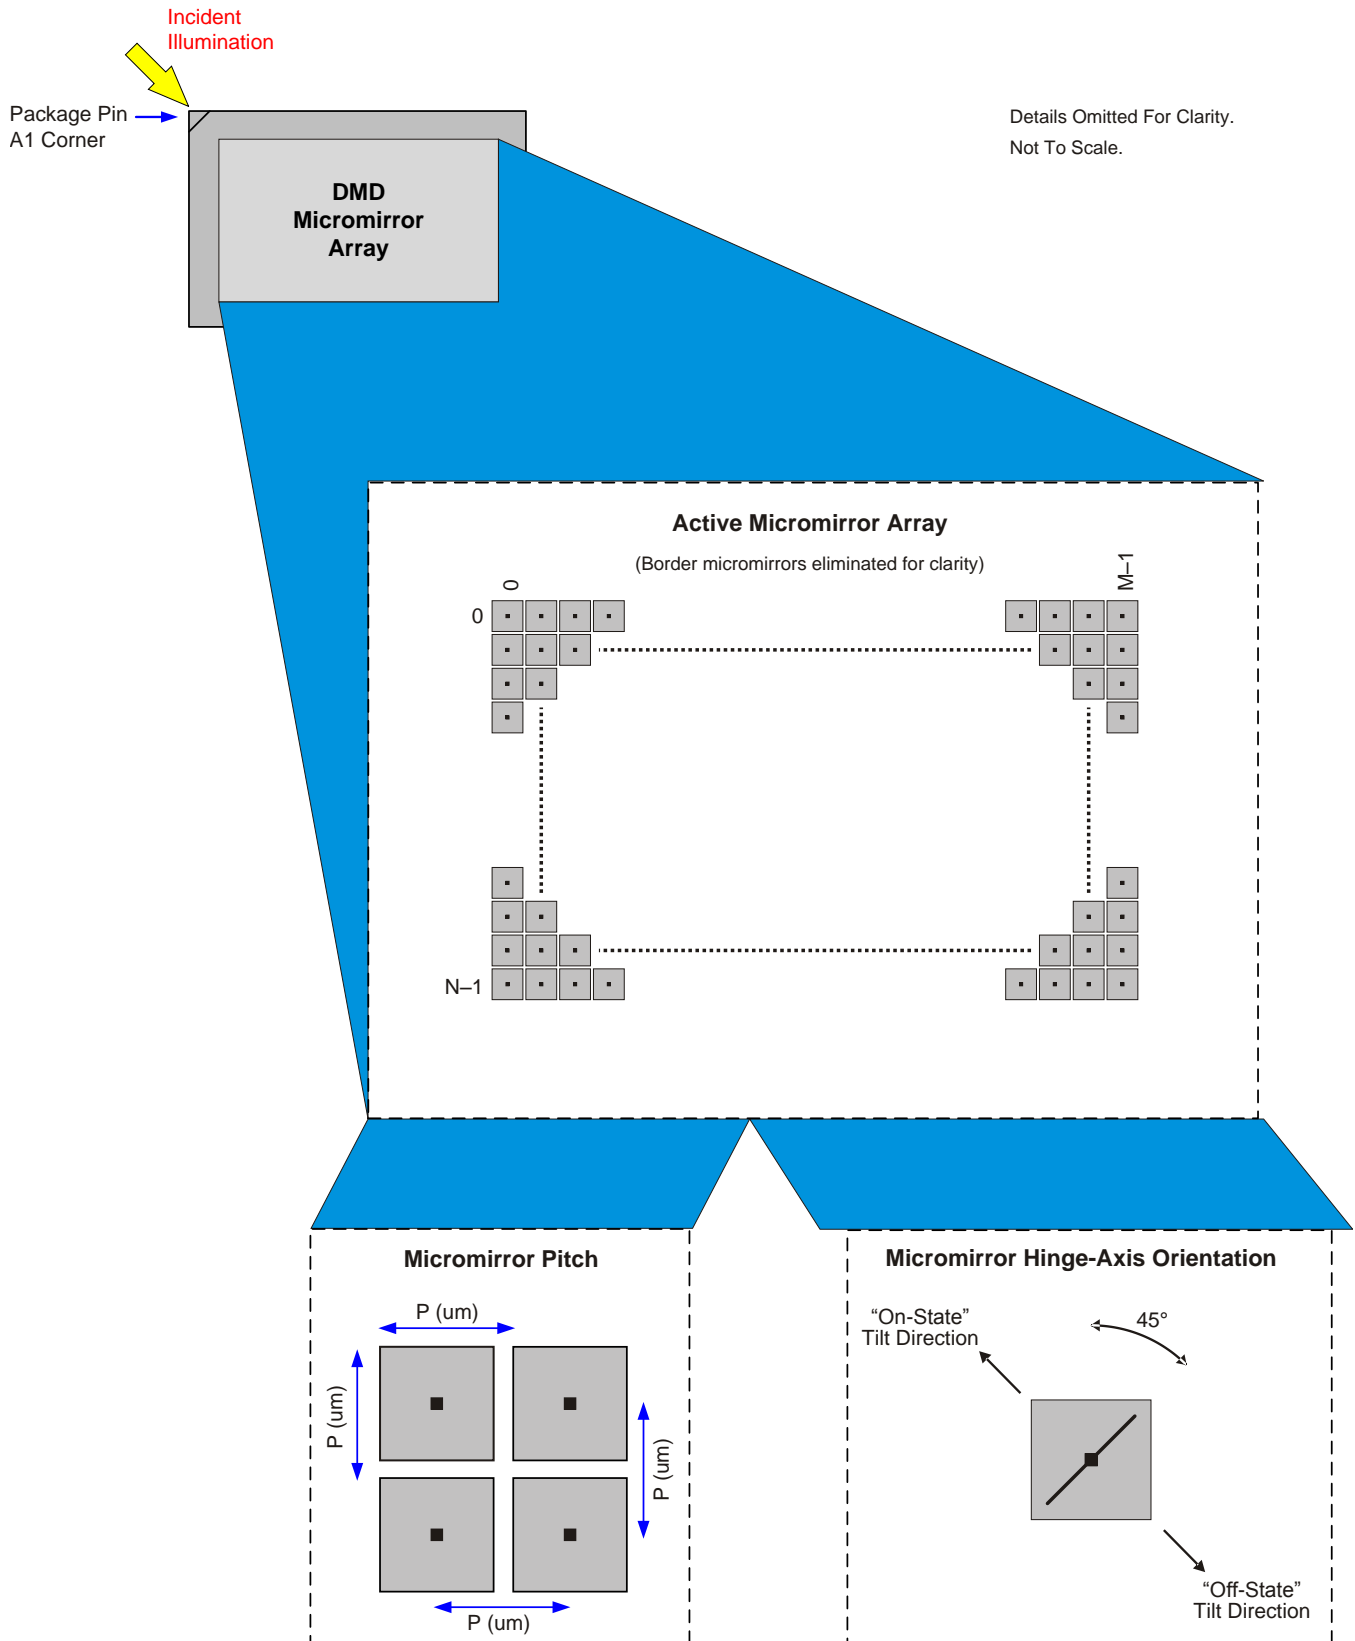 Incident
Illumination
Package Pin
A1 Corner
Details Omitted For Clarity.
Not To Scale.
DMD
Micromirror
Array
Active Micromirror Array
(Border micromirrors eliminated for clarity)
0
M–1
0
N–1
Micromirror Pitch
P (um)
P (um)
P (um)
P (um)
Micromirror Hinge-Axis Orientation
“On-State”
Tilt Direction
45°
“Off-State”
Tilt Direction